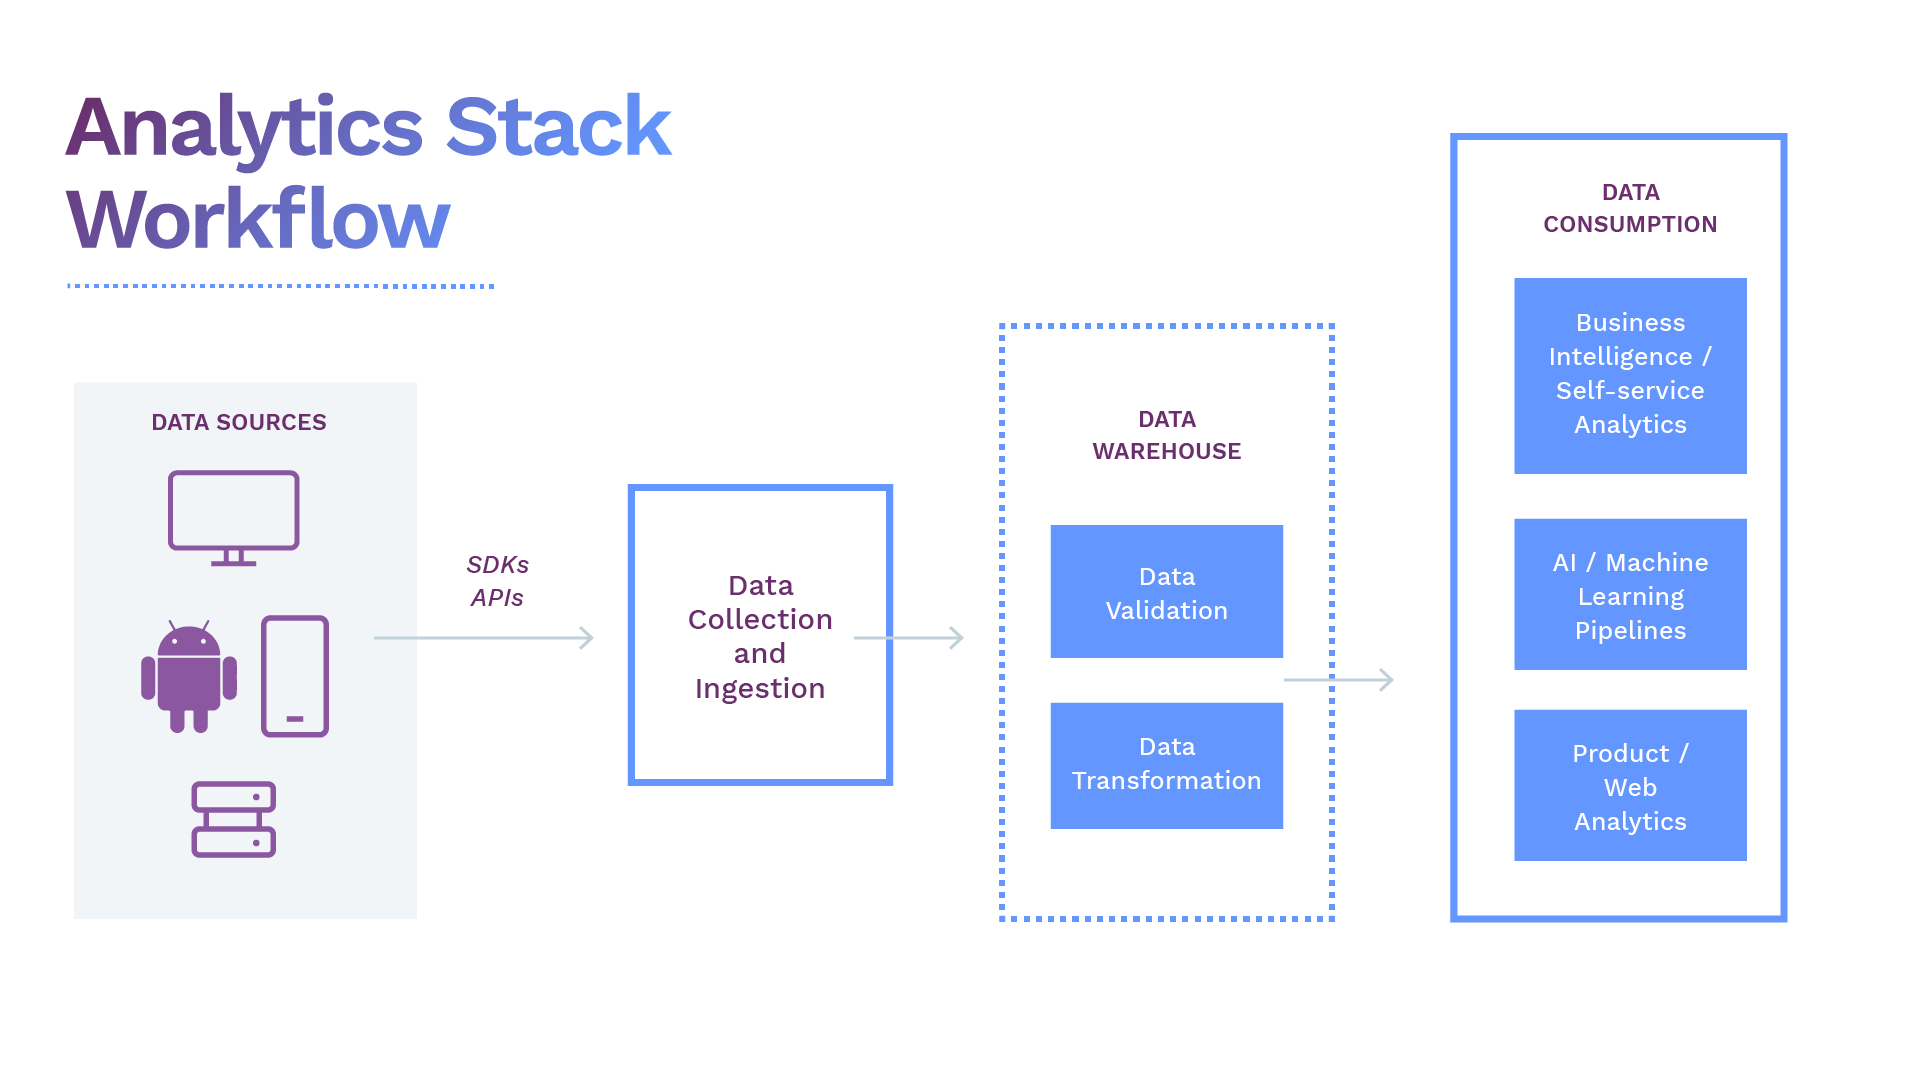 Analytics Stack
Workflow
DATA SOURCES
SDKs
APIs
Data
Collection
and
Ingestion
DATA
WAREHOUSE
Data
Validation
Data
Transformation
DATA
CONSUMPTION
Business
Intelligence /
Self-service
Analytics
AI / Machine
Learning
Pipelines
Product /
Web
Analytics